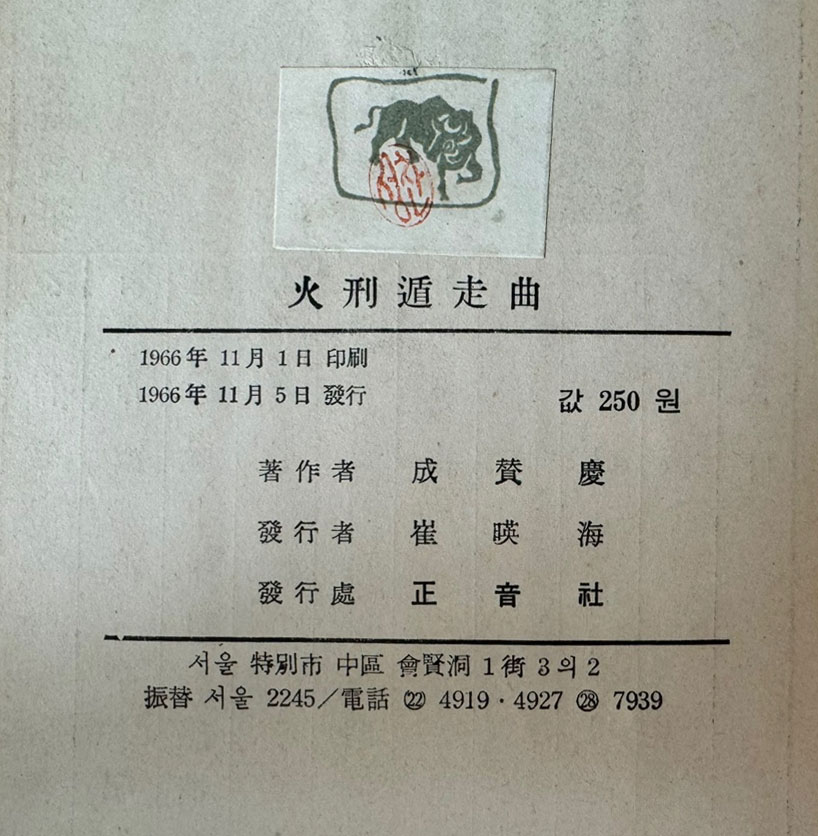 火刑遁走曲
1966年 11月 1日 印刷
1966年 11月 5日 發行
값 250 원
著作者 成賛慶
發行者 崔暎海
發行處 正音社
서울 特別市 中區 會賢洞 1街 3의 2
振替 서울 2245/電話 ㉒ 4919·4927 ㉘ 7939